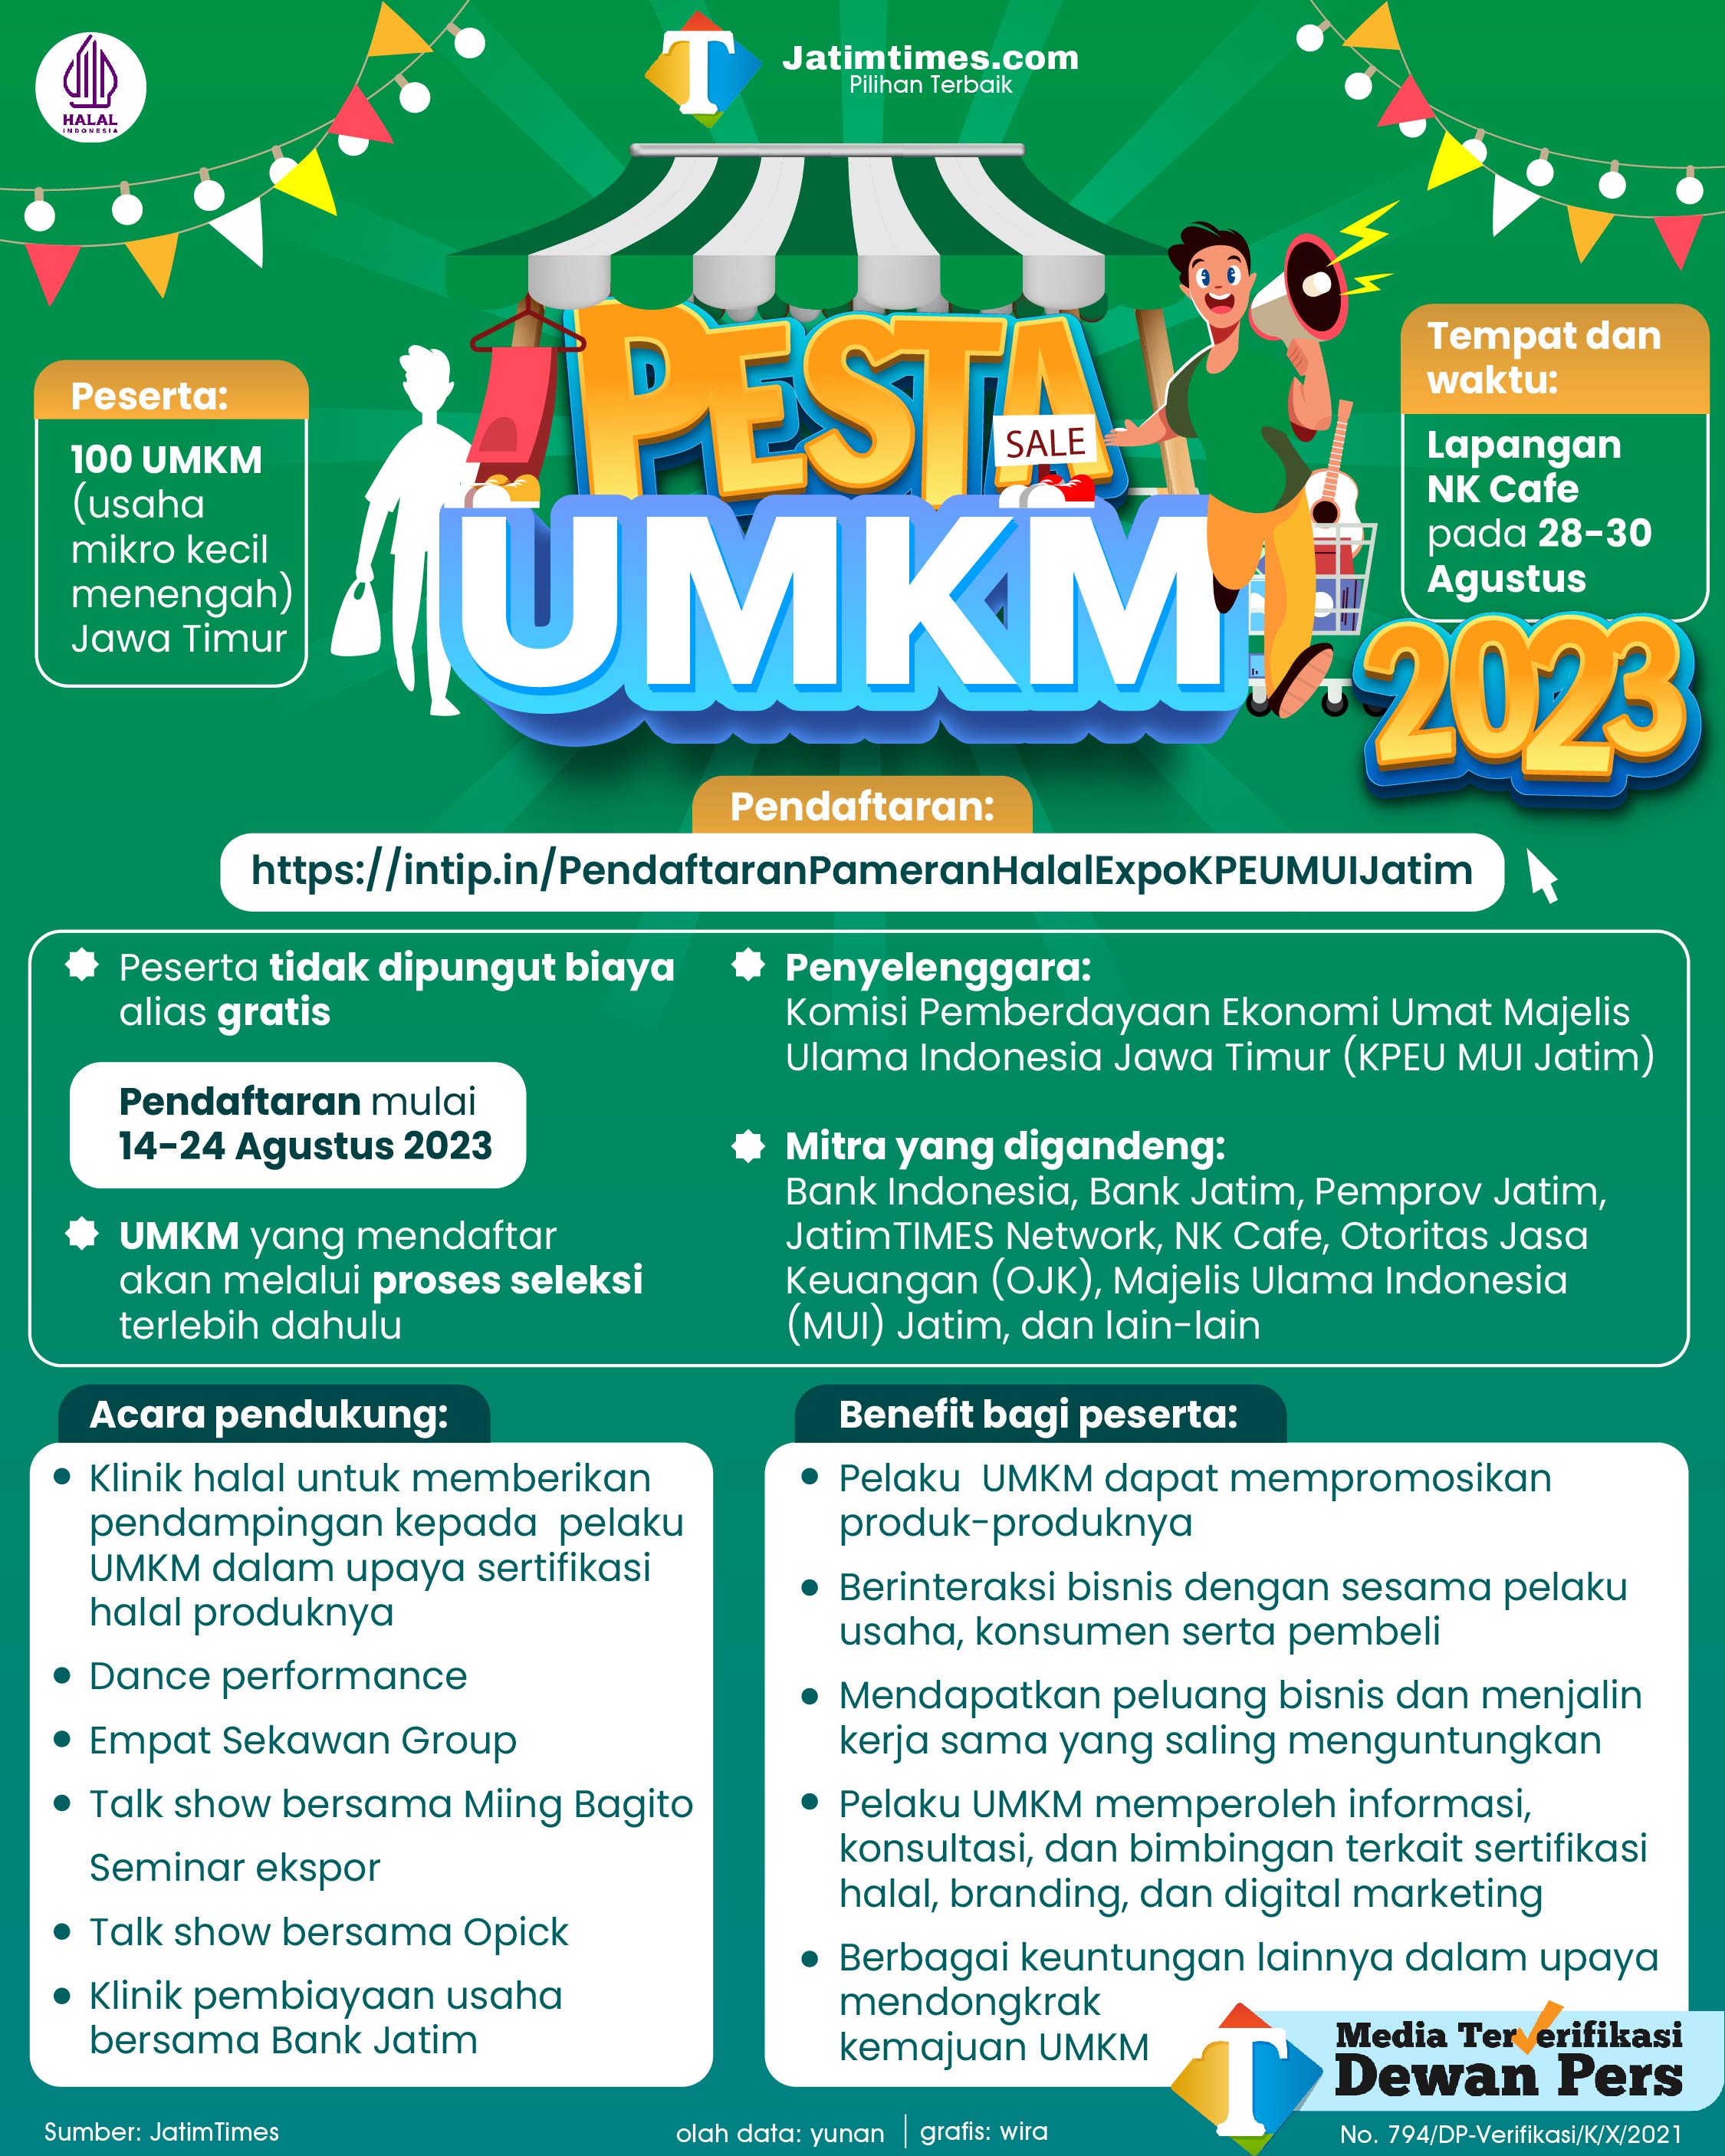 HALAL
INDONESIA
Jatimtimes.com
Pilihan Terbaik
PESTA
SALE
UMKM
2023
Peserta:
100 UMKM
(usaha
mikro kecil
menengah)
Jawa Timur
Tempat dan
waktu:
Lapangan
NK Cafe
pada 28-30
Agustus
Pendaftaran:
https://intip.in/PendaftaranPameranHalalExpoKPEUMUIJatim
Peserta tidak dipungut biaya
alias gratis
Pendaftaran mulai
14-24 Agustus 2023
UMKM yang mendaftar
akan melalui proses seleksi
terlebih dahulu
Penyelenggara:
Komisi Pemberdayaan Ekonomi Umat Majelis
Ulama Indonesia Jawa Timur (KPEU MUI Jatim)
Mitra yang digandeng:
Bank Indonesia, Bank Jatim, Pemprov Jatim,
JatimTIMES Network, NK Cafe, Otoritas Jasa
Keuangan (OJK), Majelis Ulama Indonesia
(MUI) Jatim, dan lain-lain
Acara pendukung:
Klinik halal untuk memberikan
pendampingan kepada pelaku
UMKM dalam upaya sertifikasi
halal produknya
Dance performance
Empat Sekawan Group
Talk show bersama Miing Bagito
Seminar ekspor
Talk show bersama Opick
Klinik pembiayaan usaha
bersama Bank Jatim
Benefit bagi peserta:
Pelaku UMKM dapat mempromosikan
produk-produknya
Berinteraksi bisnis dengan sesama pelaku
usaha, konsumen serta pembeli
Mendapatkan peluang bisnis dan menjalin
kerja sama yang saling menguntungkan
Pelaku UMKM memperoleh informasi,
konsultasi, dan bimbingan terkait sertifikasi
halal, branding, dan digital marketing
Berbagai keuntungan lainnya dalam upaya
mendongkrak
kemajuan UMKM
Media Terverifikasi
Dewan Pers
No. 794/DP-Verifikasi/K/X/2021
Sumber: JatimTimes
olah data: yunan | grafis: wira